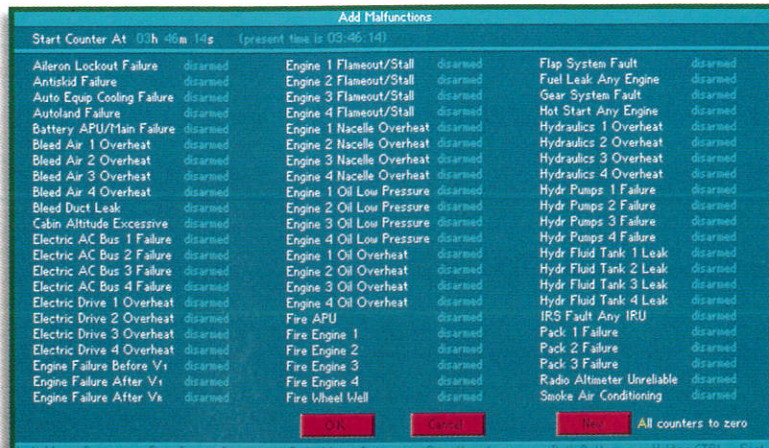 Add Malfunctions
Start Counter At 03h 46m 14s (present time is 03:46:14)
Aileron Lockout Failure disarmed
Antiskid Failure disarmed
Auto Equip Cooling Failure disarmed
Autoland Failure disarmed
Battery APU/Main Failure disarmed
Bleed Air 1 Overheat disarmed
Bleed Air 2 Overheat disarmed
Bleed Air 3 Overheat disarmed
Bleed Air 4 Overheat disarmed
Bleed Duct Leak disarmed
Cabin Altitude Excessive disarmed
Electric AC Bus 1 Failure disarmed
Electric AC Bus 2 Failure disarmed
Electric AC Bus 3 Failure disarmed
Electric AC Bus 4 Failure disarmed
Electric Drive 1 Overheat disarmed
Electric Drive 2 Overheat disarmed
Electric Drive 3 Overheat disarmed
Electric Drive 4 Overheat disarmed
Engine Failure Before V1 disarmed
Engine Failure After V1 disarmed
Engine Failure After VR disarmed
Engine 1 Flameout/Stall disarmed
Engine 2 Flameout/Stall disarmed
Engine 3 Flameout/Stall disarmed
Engine 4 Flameout/Stall disarmed
Engine 1 Nacelle Overheat disarmed
Engine 2 Nacelle Overheat disarmed
Engine 3 Nacelle Overheat disarmed
Engine 4 Nacelle Overheat disarmed
Engine 1 Oil Low Pressure disarmed
Engine 2 Oil Low Pressure disarmed
Engine 3 Oil Low Pressure disarmed
Engine 4 Oil Low Pressure disarmed
Engine 1 Oil Overheat disarmed
Engine 2 Oil Overheat disarmed
Engine 3 Oil Overheat disarmed
Engine 4 Oil Overheat disarmed
Fire APU disarmed
Fire Engine 1 disarmed
Fire Engine 2 disarmed
Fire Engine 3 disarmed
Fire Engine 4 disarmed
Fire Wheel Well disarmed
Flap System Fault disarmed
Fuel Leak Any Engine disarmed
Gear System Fault disarmed
Hot Start Any Engine disarmed
Hydraulics 1 Overheat disarmed
Hydraulics 2 Overheat disarmed
Hydraulics 3 Overheat disarmed
Hydraulics 4 Overheat disarmed
Hydr Pumps 1 Failure disarmed
Hydr Pumps 2 Failure disarmed
Hydr Pumps 3 Failure disarmed
Hydr Pumps 4 Failure disarmed
Hydr Fluid Tank 1 Leak disarmed
Hydr Fluid Tank 2 Leak disarmed
Hydr Fluid Tank 3 Leak disarmed
Hydr Fluid Tank 4 Leak disarmed
IRS Fault Any IRU disarmed
Pack 1 Failure disarmed
Pack 2 Failure disarmed
Pack 3 Failure disarmed
Radio Altimeter Unreliable disarmed
Smoke Air Conditioning disarmed
OK Cancel New All counters to zero